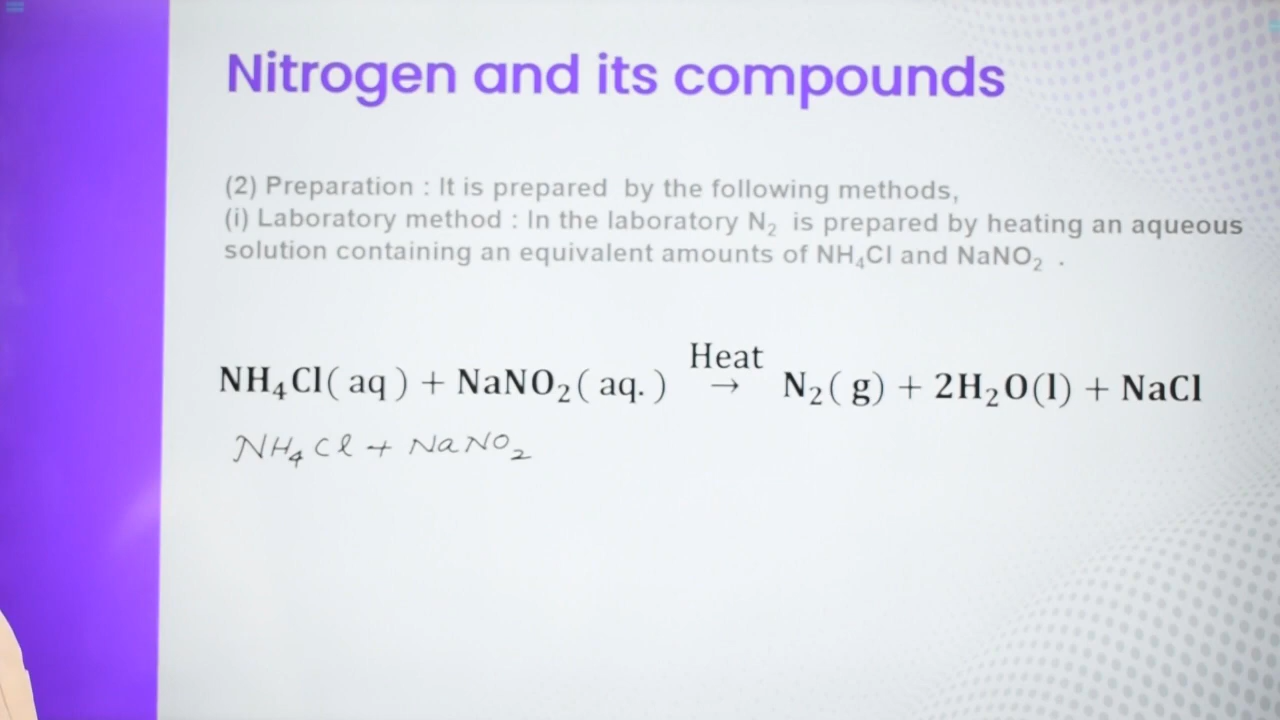 Nitrogen and its compounds
(2) Preparation : It is prepared by the following methods,
(i) Laboratory method : In the laboratory N₂ is prepared by heating an aqueous
solution containing an equivalent amounts of NH₄Cl and NaNO₂ .
Heat
NH₄Cl( aq ) + NaNO₂( aq. ) → N₂( g) + 2H₂O(l) + NaCl
NH₄Cl + NaNO₂